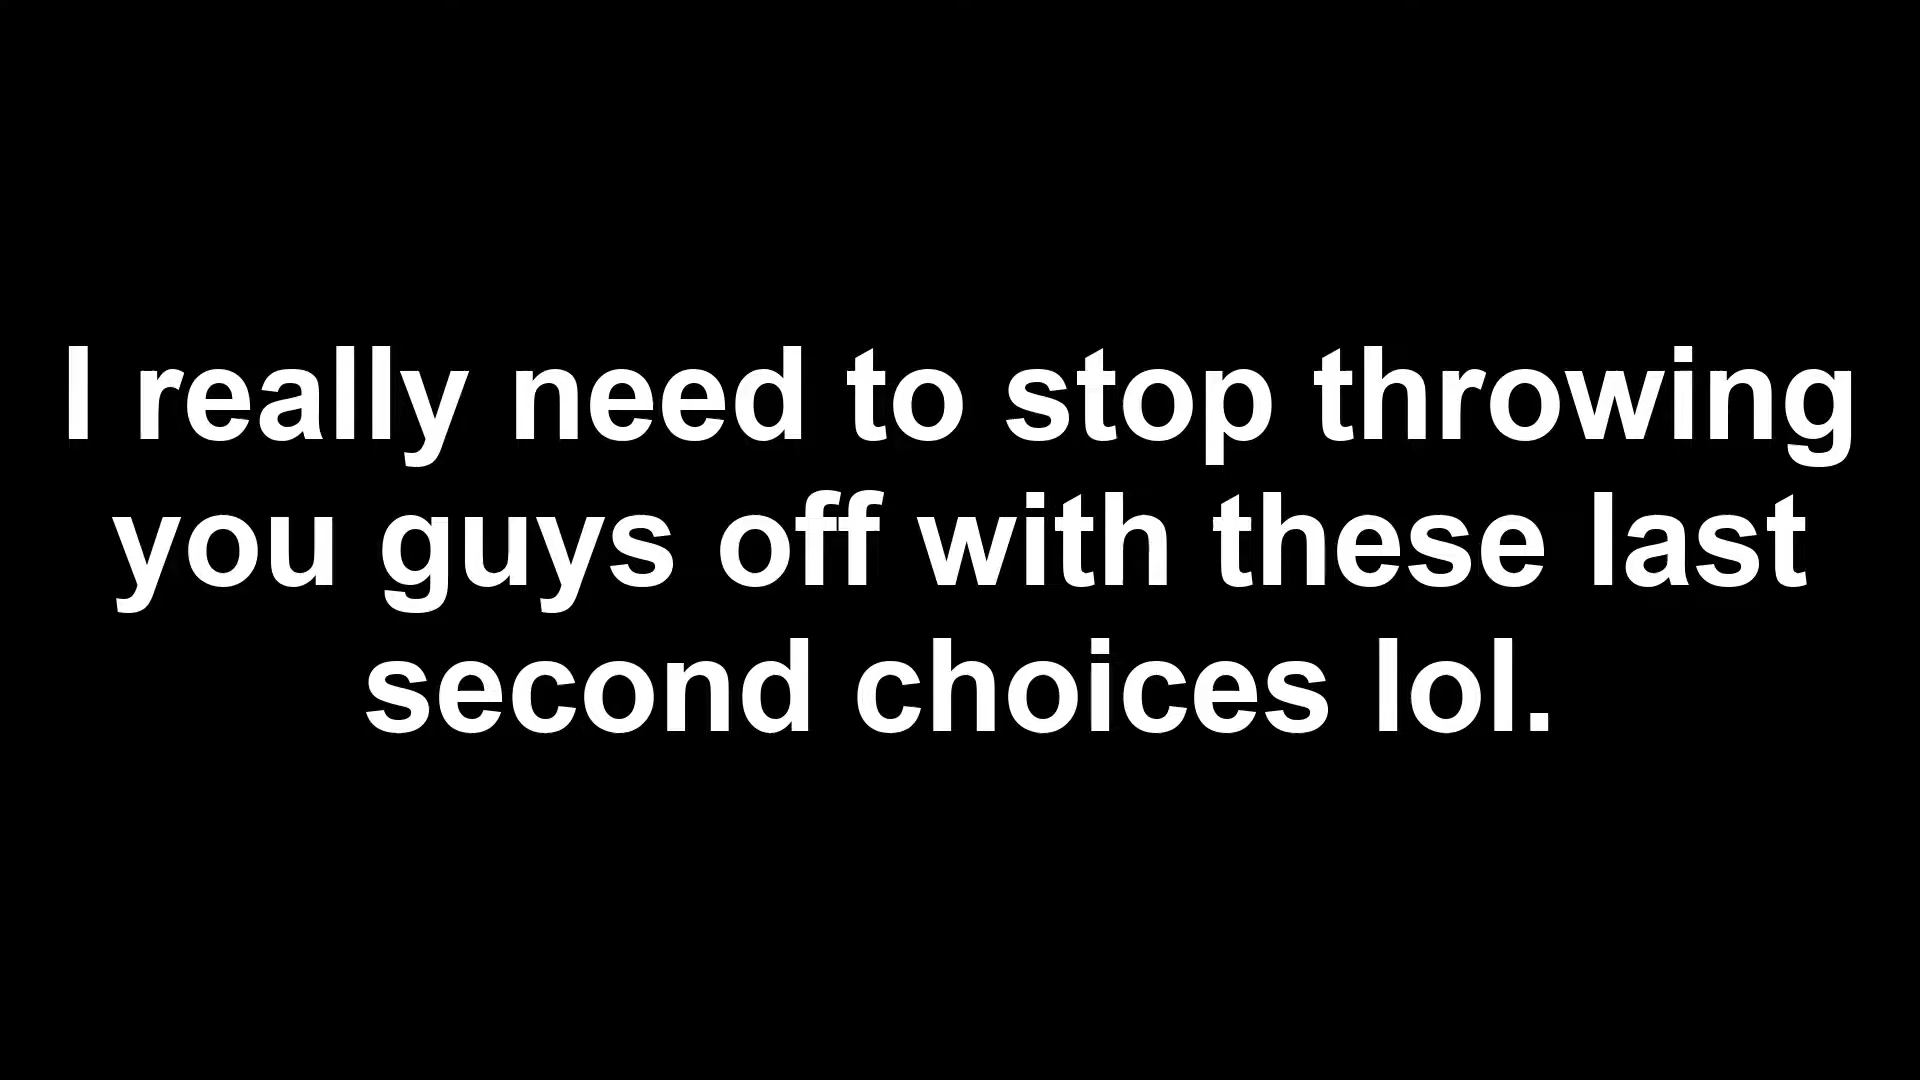 I really need to stop throwing
you guys off with these last
second choices lol.